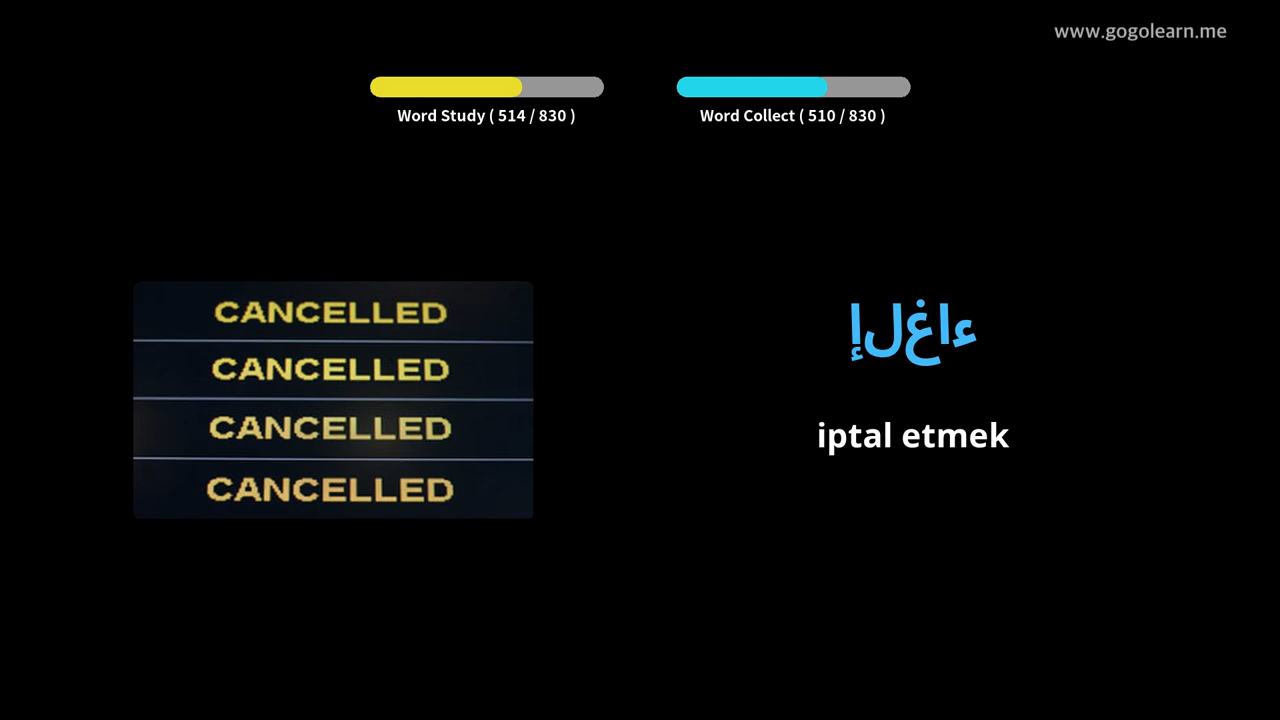 www.gogolearn.me
Word Study ( 514 / 830 )
Word Collect ( 510 / 830 )
CANCELLED
CANCELLED
CANCELLED
CANCELLED
إلغاء
iptal etmek